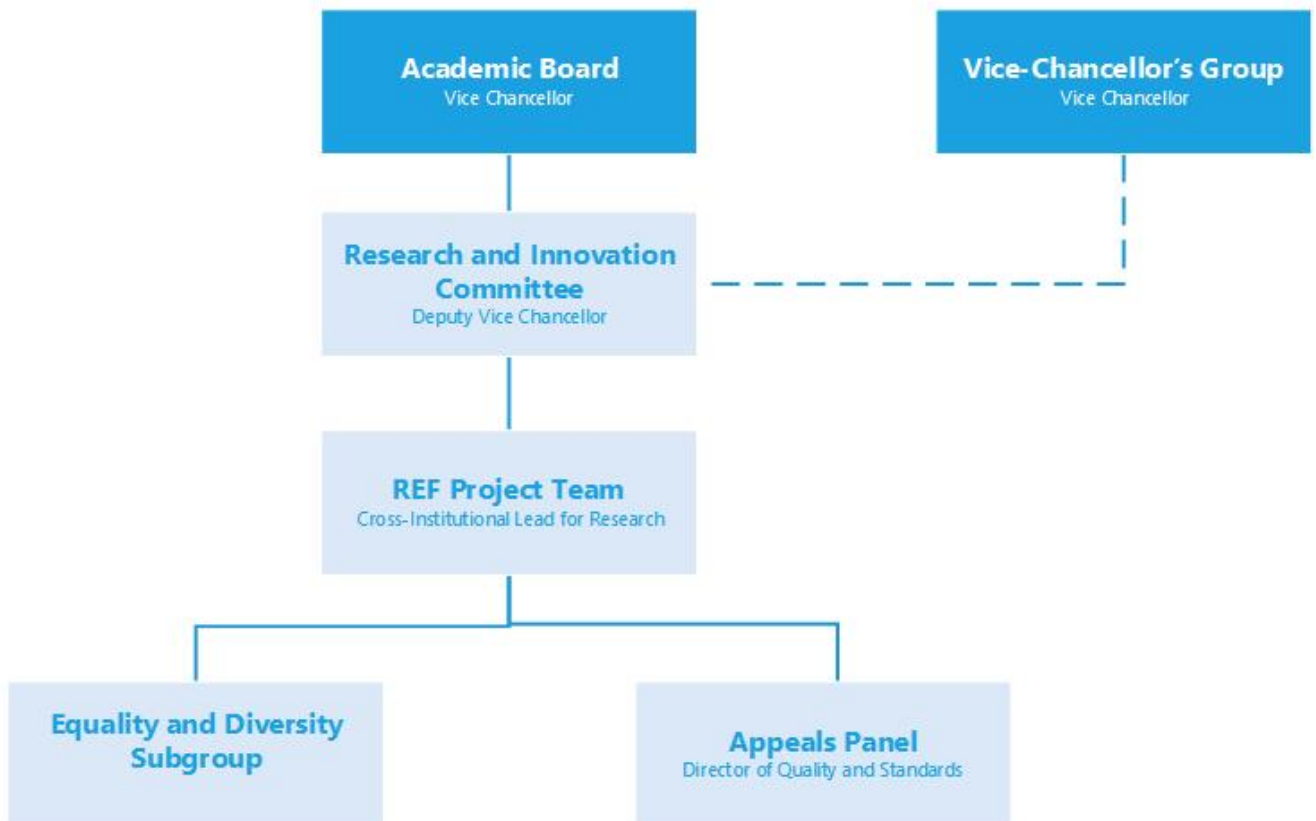 Academic Board
Vice Chancellor
Vice-Chancellor's Group
Vice Chancellor
Research and Innovation
Committee
Deputy Vice Chancellor
REF Project Team
Cross-Institutional Lead for Research
Equality and Diversity
Subgroup
Appeals Panel
Director of Quality and Standards